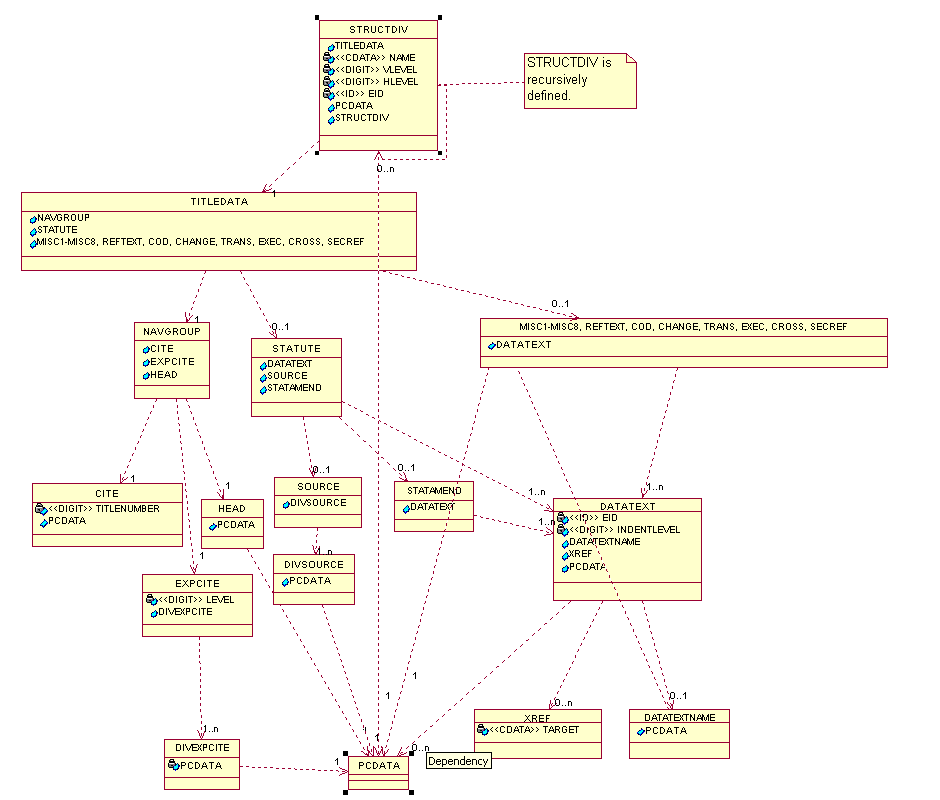 STRUCTDIV
TITLEDATA
<<CDATA>> NAME
<<DIGIT>> VLEVEL
<<DIGIT>> HLEVEL
<<ID>> EID
PCDATA
STRUCTDIV
STRUCTDIV is
recursively
defined.
0..n
1
TITLEDATA
NAVGROUP
STATUTE
MISC1-MISC8, REFTEXT, COD, CHANGE, TRANS, EXEC, CROSS, SECREF
0..1
1
0..1
NAVGROUP
CITE
EXPCITE
HEAD
STATUTE
DATATEXT
SOURCE
STATAMEND
MISC1-MISC8, REFTEXT, COD, CHANGE, TRANS, EXEC, CROSS, SECREF
DATATEXT
1
1
0..1
0..1
1..n
1..n
CITE
<<DIGIT>> TITLENUMBER
PCDATA
HEAD
PCDATA
SOURCE
DIVSOURCE
STATAMEND
DATATEXT
1..n
DATATEXT
<<ID>> EID
<<DIGIT>> INDENTLEVEL
DATATEXTNAME
XREF
PCDATA
1
1..n
EXPCITE
<<DIGIT>> LEVEL
DIVEXPCITE
DIVSOURCE
PCDATA
1
1
0..n
0..1
1..n
DIVEXPCITE
PCDATA
1
1
1
PCDATA
0..n
Dependency
XREF
<<CDATA>> TARGET
DATATEXTNAME
PCDATA